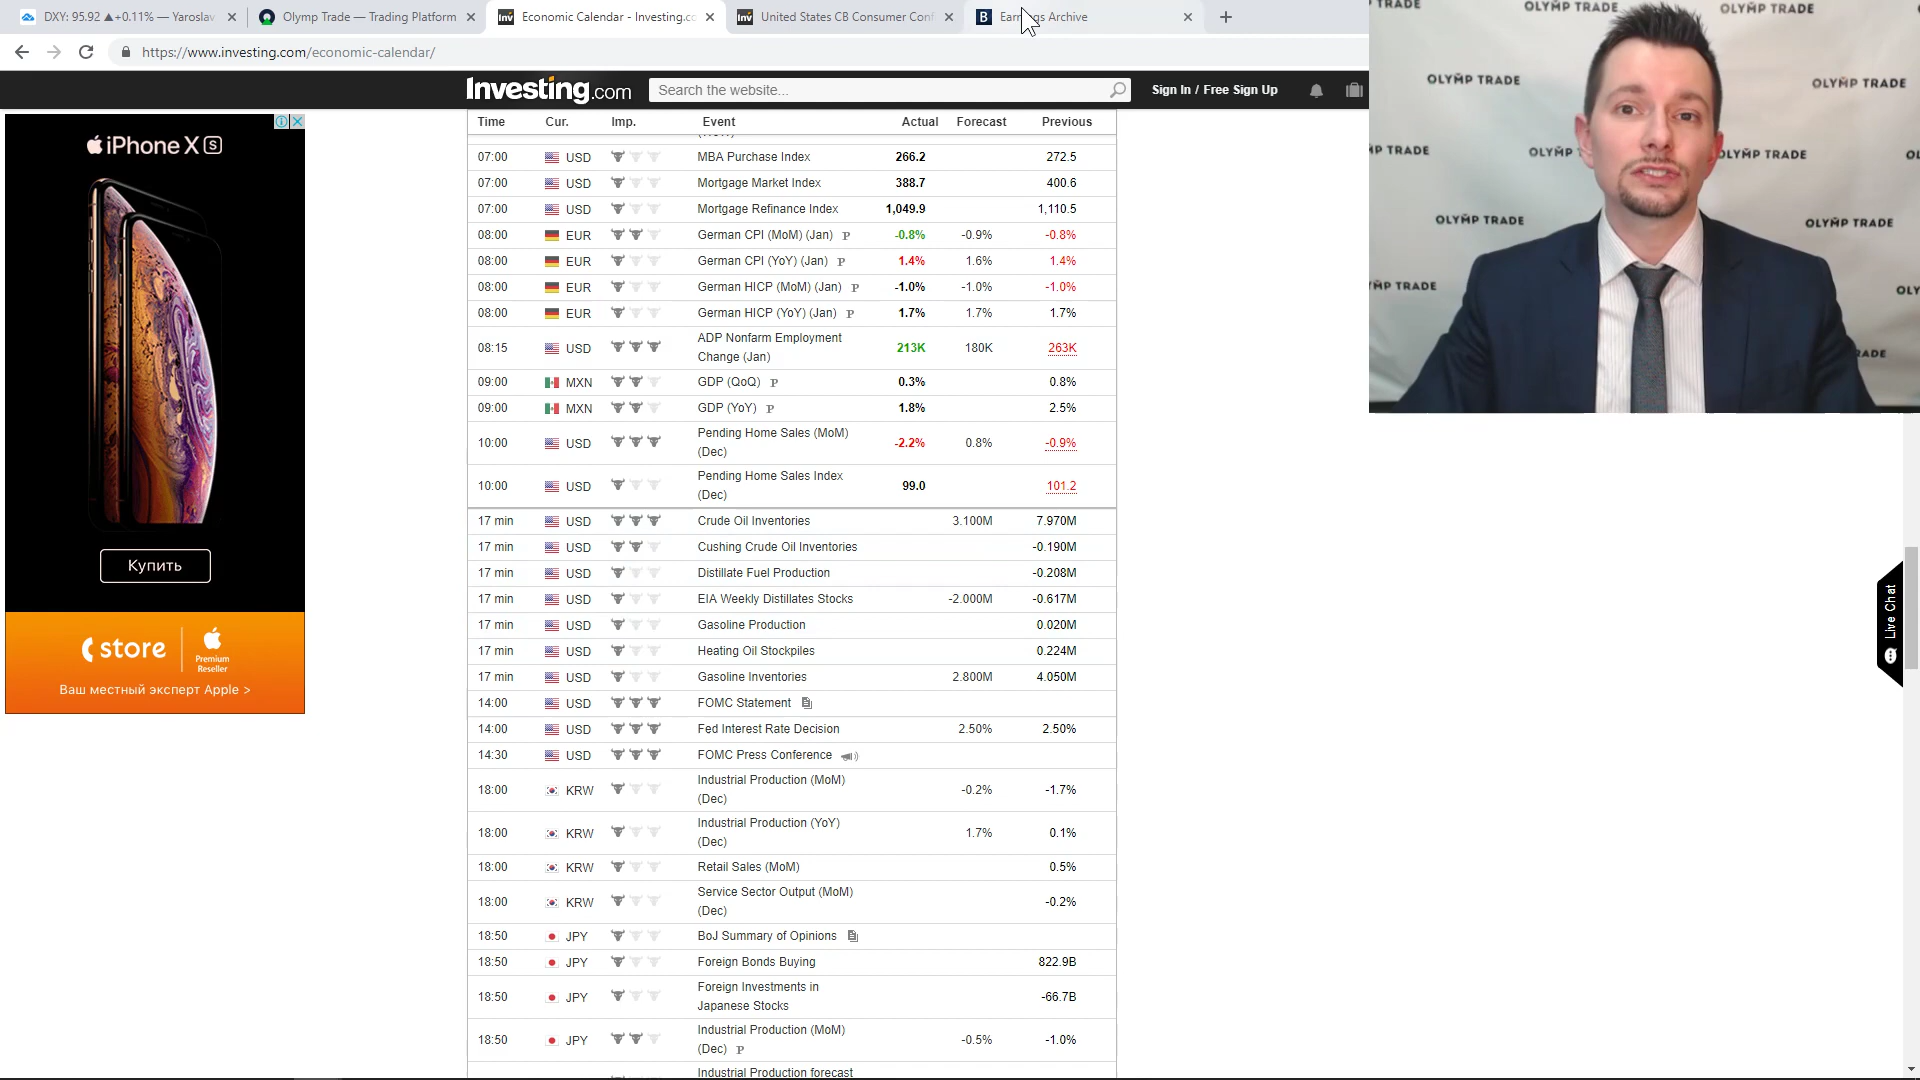 DXY: 95.92 ▲+0.11% — Yaroslav
Olymp Trade — Trading Platform
Economic Calendar - Investing.co
United States CB Consumer Conf
Archive
https://www.investing.com/economic-calendar/
Investing.com
Search the website...
Sign In / Free Sign Up
Time Cur. Imp. Event Actual Forecast Previous
07:00 USD MBA Purchase Index 266.2 272.5
07:00 USD Mortgage Market Index 388.7 400.6
07:00 USD Mortgage Refinance Index 1,049.9 1,110.5
08:00 EUR German CPI (MoM) (Jan) P -0.8% -0.9% -0.8%
08:00 EUR German CPI (YoY) (Jan) P 1.4% 1.6% 1.4%
08:00 EUR German HICP (MoM) (Jan) P -1.0% -1.0% -1.0%
08:00 EUR German HICP (YoY) (Jan) P 1.7% 1.7% 1.7%
08:15 USD ADP Nonfarm Employment
Change (Jan) 213K 180K 263K
09:00 MXN GDP (QoQ) P 0.3% 0.8%
09:00 MXN GDP (YoY) P 1.8% 2.5%
10:00 USD Pending Home Sales (MoM)
(Dec) -2.2% 0.8% -0.9%
10:00 USD Pending Home Sales Index
(Dec) 99.0 101.2
17 min USD Crude Oil Inventories 3.100M 7.970M
17 min USD Cushing Crude Oil Inventories -0.190M
17 min USD Distillate Fuel Production -0.208M
17 min USD EIA Weekly Distillates Stocks -2.000M -0.617M
17 min USD Gasoline Production 0.020M
17 min USD Heating Oil Stockpiles 0.224M
17 min USD Gasoline Inventories 2.800M 4.050M
14:00 USD FOMC Statement
14:00 USD Fed Interest Rate Decision 2.50% 2.50%
14:30 USD FOMC Press Conference
18:00 KRW Industrial Production (MoM)
(Dec) -0.2% -1.7%
18:00 KRW Industrial Production (YoY)
(Dec) 1.7% 0.1%
18:00 KRW Retail Sales (MoM) 0.5%
18:00 KRW Service Sector Output (MoM)
(Dec) -0.2%
18:50 JPY BoJ Summary of Opinions
18:50 JPY Foreign Bonds Buying 822.9B
18:50 JPY Foreign Investments in
Japanese Stocks -66.7B
18:50 JPY Industrial Production (MoM)
(Dec) P -0.5% -1.0%
Industrial Production forecast
iPhone XS
Купить
store
Premium
Reseller
Ваш местный эксперт Apple >
Live Chat
TRADE OLYMP TRADE OLYMP TRADE
OLYMP TRADE OLYMP TRADE
TRADE OLYMP OLYMP TRADE
OLYMP TRADE OLYMP TRADE
TRADE